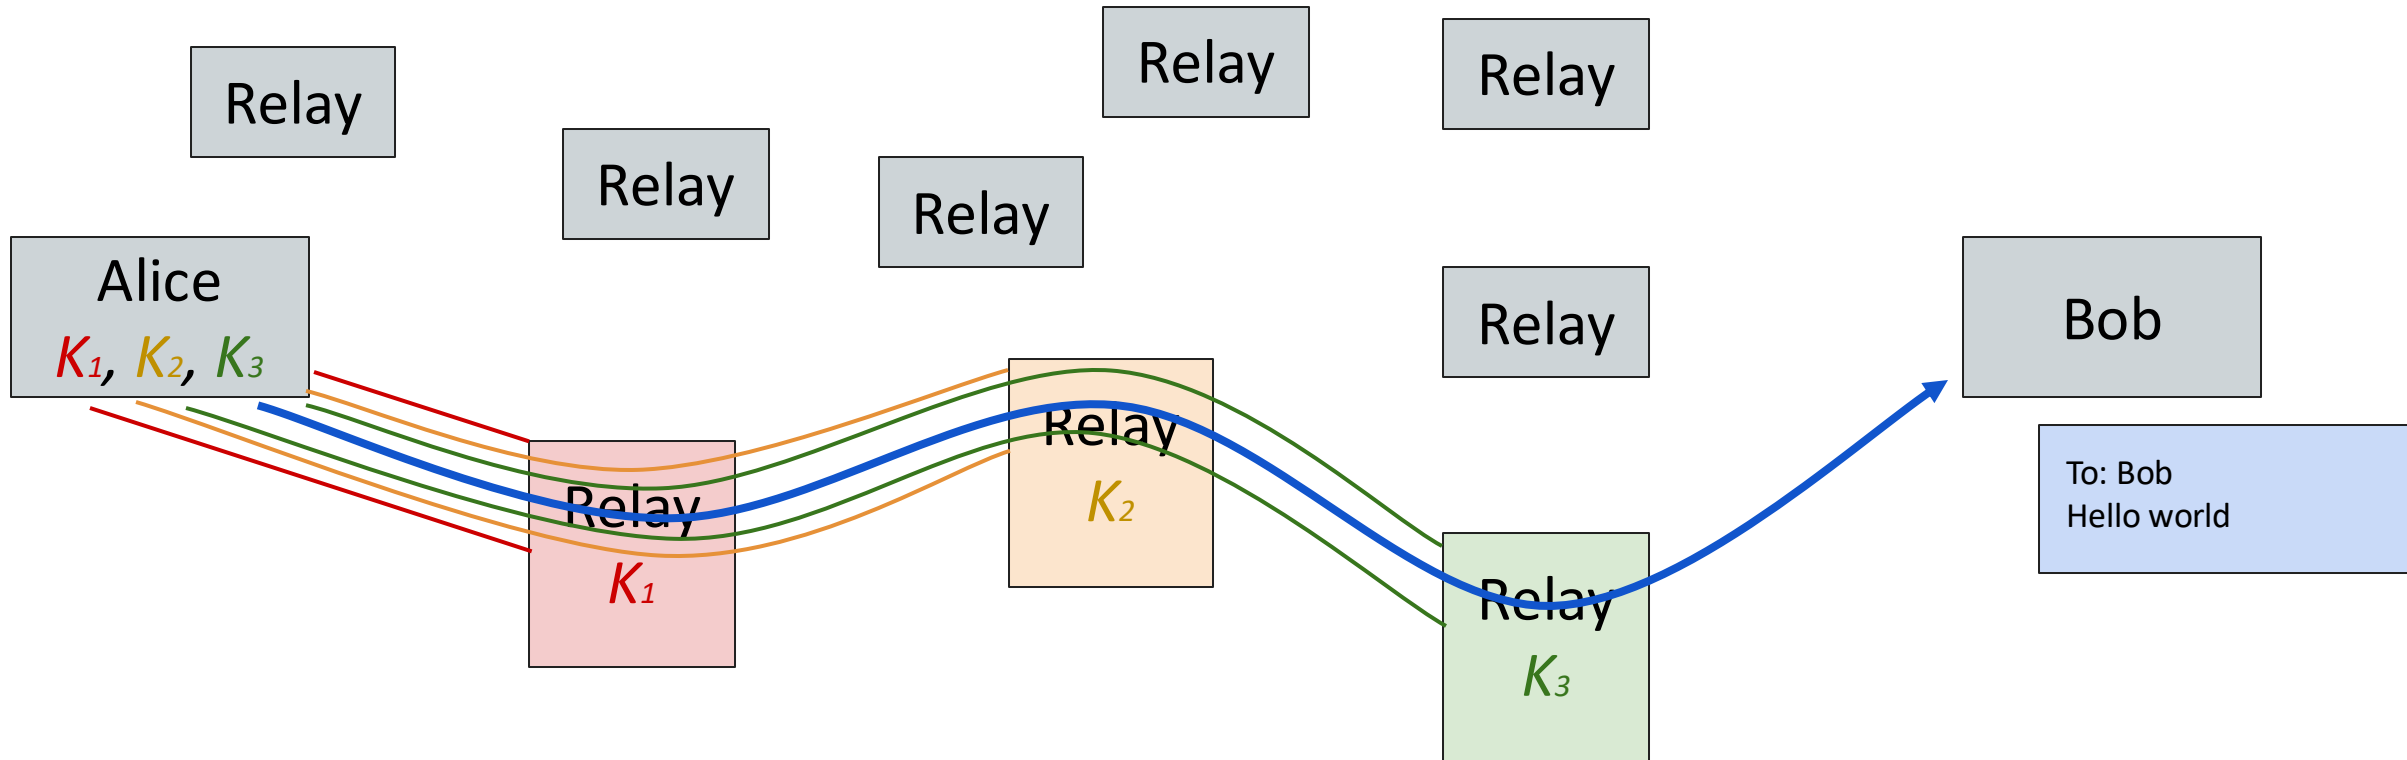 Relay
Relay
Relay
Relay
Relay
Alice
K1, K2, K3
Relay
Bob
Relay
K2
To: Bob
Hello world
Relay
K1
Relay
K3